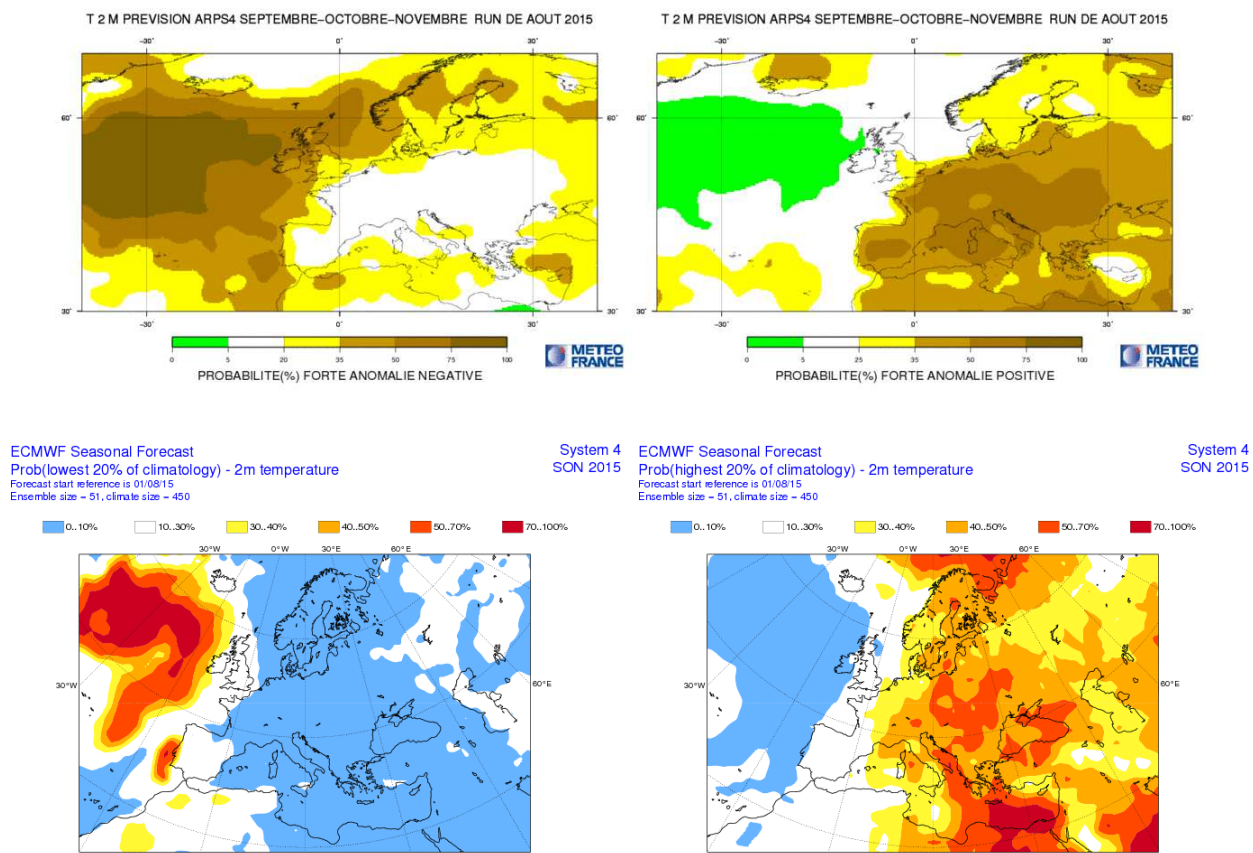 T 2 M PREVISION ARPS4 SEPTEMBRE-OCTOBRE-NOVEMBRE RUN DE AOUT 2015
-30° 0° 30°
60° 60°
30° 30°
-30° 0° 30°
0 5 20 35 50 75 100
PROBABILITE(%) FORTE ANOMALIE NEGATIVE
METEO
FRANCE
T 2 M PREVISION ARPS4 SEPTEMBRE-OCTOBRE-NOVEMBRE RUN DE AOUT 2015
-30° 0° 30°
60° 60°
30° 30°
-30° 0° 30°
0 5 25 35 50 75 100
PROBABILITE(%) FORTE ANOMALIE POSITIVE
METEO
FRANCE
ECMWF Seasonal Forecast System 4
Prob(lowest 20% of climatology) - 2m temperature SON 2015
Forecast start reference is 01/08/15
Ensemble size = 51, climate size = 450
0..10% 10..30% 30..40% 40..50% 50..70% 70..100%
30°W 0°W 30°E 60°E
30°W 60°E
ECMWF Seasonal Forecast System 4
Prob(highest 20% of climatology) - 2m temperature SON 2015
Forecast start reference is 01/08/15
Ensemble size = 51, climate size = 450
0..10% 10..30% 30..40% 40..50% 50..70% 70..100%
30°W 0°W 30°E 60°E
30°W 60°E